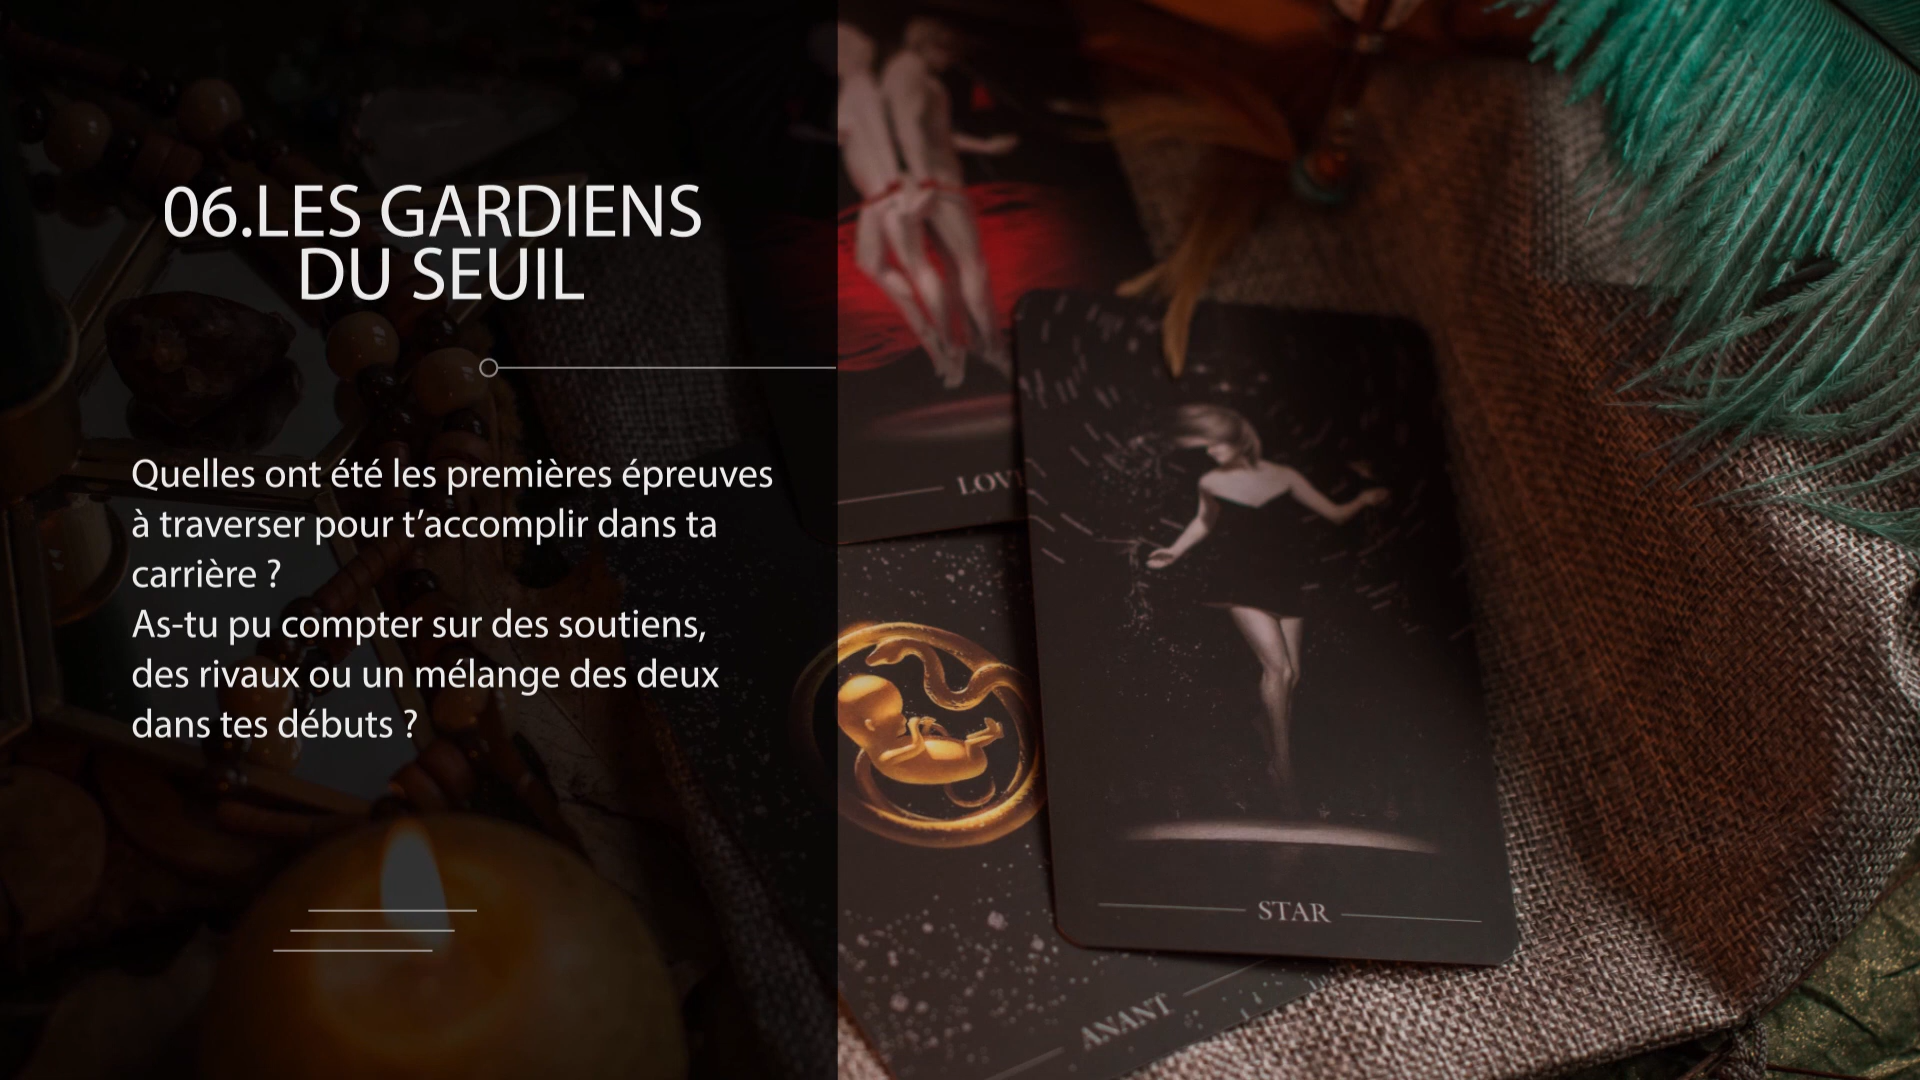 06.LES GARDIENS
DU SEUIL
Quelles ont été les premières épreuves
à traverser pour t’accomplir dans ta
carrière ?
As-tu pu compter sur des soutiens,
des rivaux ou un mélange des deux
dans tes débuts ?
LOV
STAR
ANANT